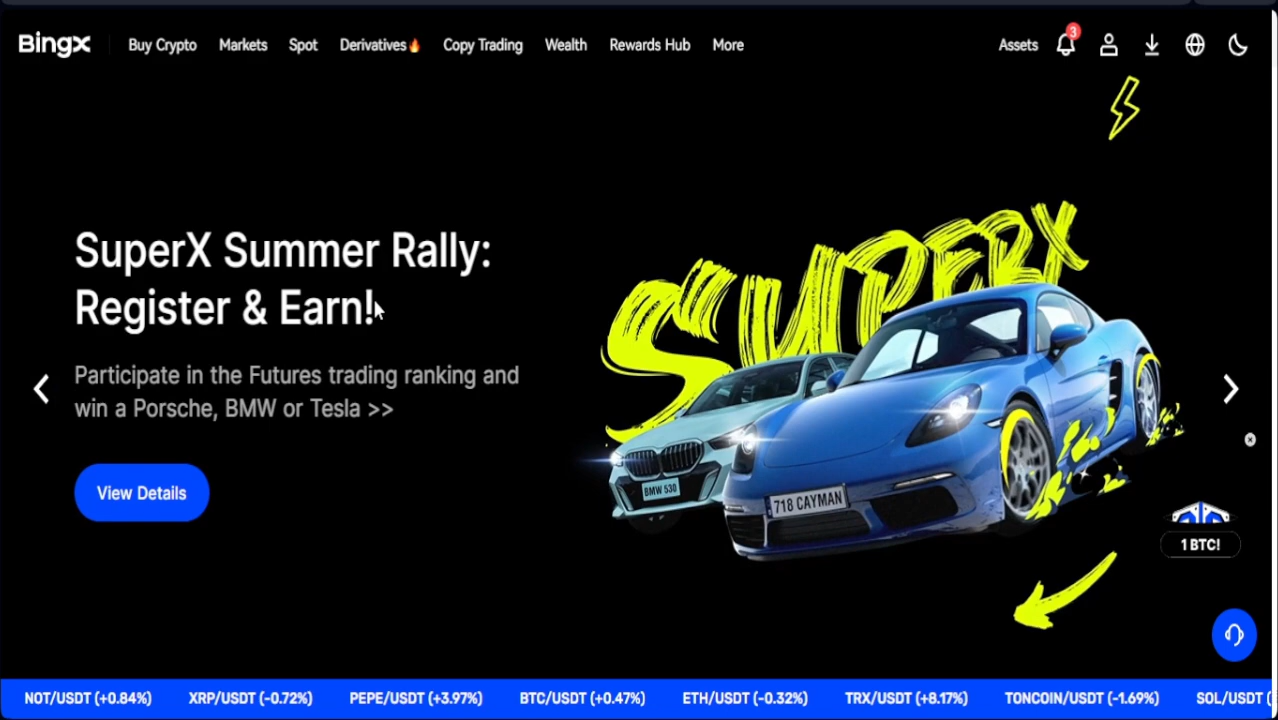 BingX
Buy Crypto
Markets
Spot
Derivatives🔥
Copy Trading
Wealth
Rewards Hub
More
Assets
3
SUPERX
SuperX Summer Rally:
Register & Earn!
Participate in the Futures trading ranking and
win a Porsche, BMW or Tesla >>
View Details
BMW 530
718 CAYMAN
1 BTC!
NOT/USDT (+0.84%)
XRP/USDT (-0.72%)
PEPE/USDT (+3.97%)
BTC/USDT (+0.47%)
ETH/USDT (-0.32%)
TRX/USDT (+8.17%)
TONCOIN/USDT (-1.69%)
SOL/USDT (